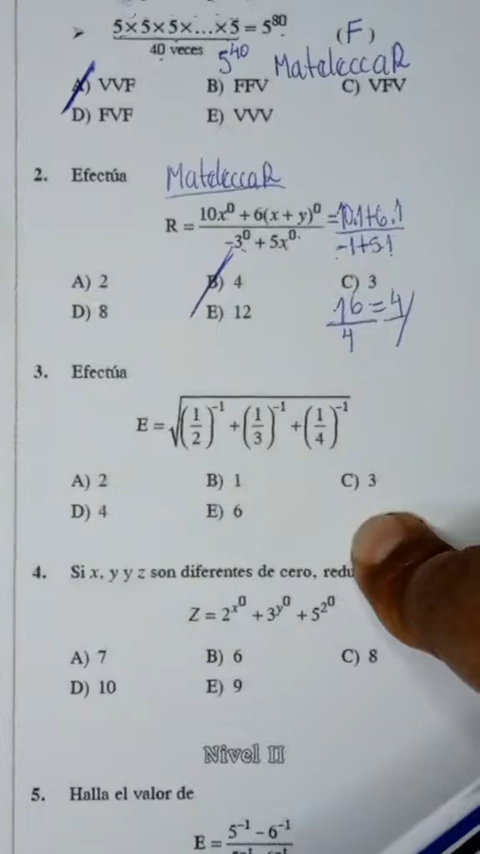 5×5×5×...×5 = 5^80 (F)
40 veces
5^40 MateleccaR
A) VVF B) FFV C) VFV
D) FVF E) VVV
2. Efectúa MateleccaR
R = (10x^0 + 6(x + y)^0) / (-3^0 + 5x^0) = (10.1+6.1) / (-1+5.1)
A) 2 B) 4 C) 3
D) 8 E) 12 16/4 = 4
3. Efectúa
E = √((1/2)^-1 + (1/3)^-1 + (1/4)^-1)
A) 2 B) 1 C) 3
D) 4 E) 6
4. Si x, y y z son diferentes de cero,
Z = 2^x^0 + 3^y^0 + 5^2^0
A) 7 B) 6 C) 8
D) 10 E) 9
Nivel II
5. Halla el valor de
E = 5^-1 - 6^-1